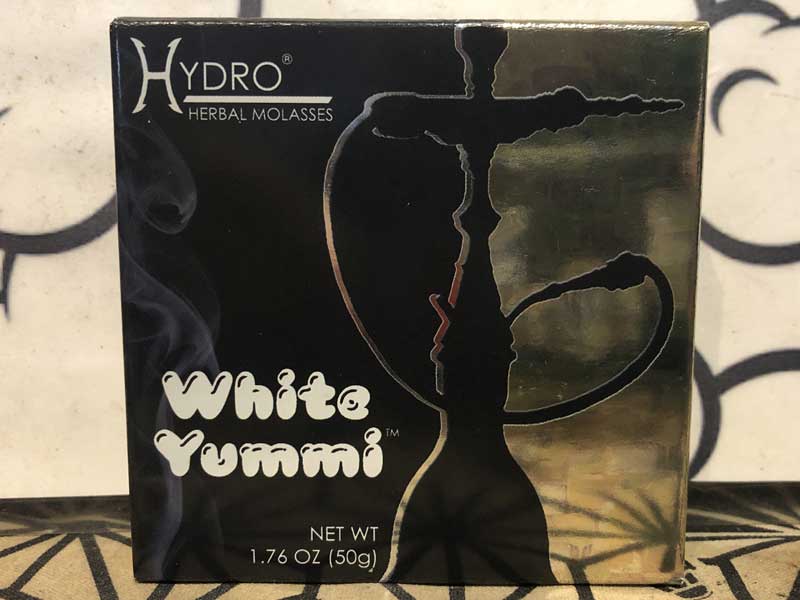 HYDRO®
HERBAL MOLASSES
White
Yummi™
NET WT
1.76 OZ (50g)